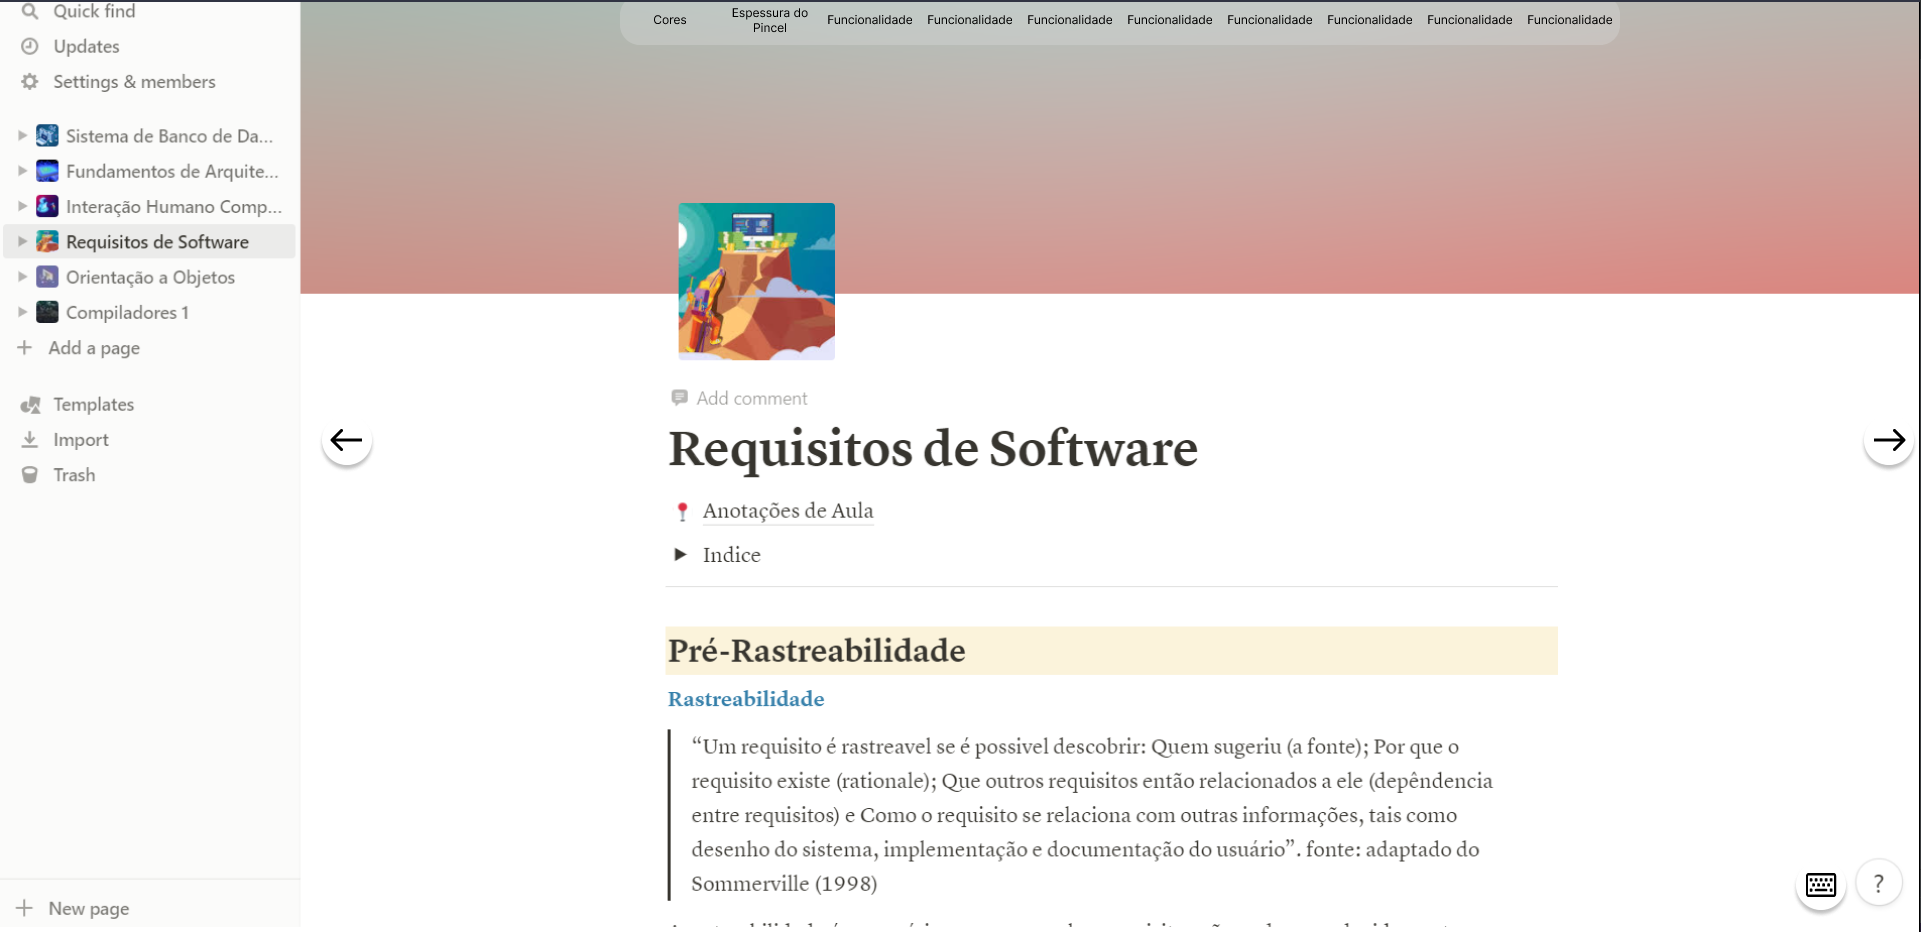 Quick find
Updates
Settings & members
Sistema de Banco de Da...
Fundamentos de Arquite...
Interação Humano Comp...
Requisitos de Software
Orientação a Objetos
Compiladores 1
Add a page
Templates
Import
Trash
New page
Cores
Espessura do
Pincel
Funcionalidade
Funcionalidade
Funcionalidade
Funcionalidade
Funcionalidade
Funcionalidade
Funcionalidade
Funcionalidade
Add comment
Requisitos de Software
Anotações de Aula
Indice
Pré-Rastreabilidade
Rastreabilidade
“Um requisito é rastreavel se é possivel descobrir: Quem sugeriu (a fonte); Por que o
requisito existe (rationale); Que outros requisitos então relacionados a ele (depêndencia
entre requisitos) e Como o requisito se relaciona com outras informações, tais como
desenho do sistema, implementação e documentação do usuário”. fonte: adaptado do
Sommerville (1998)
?